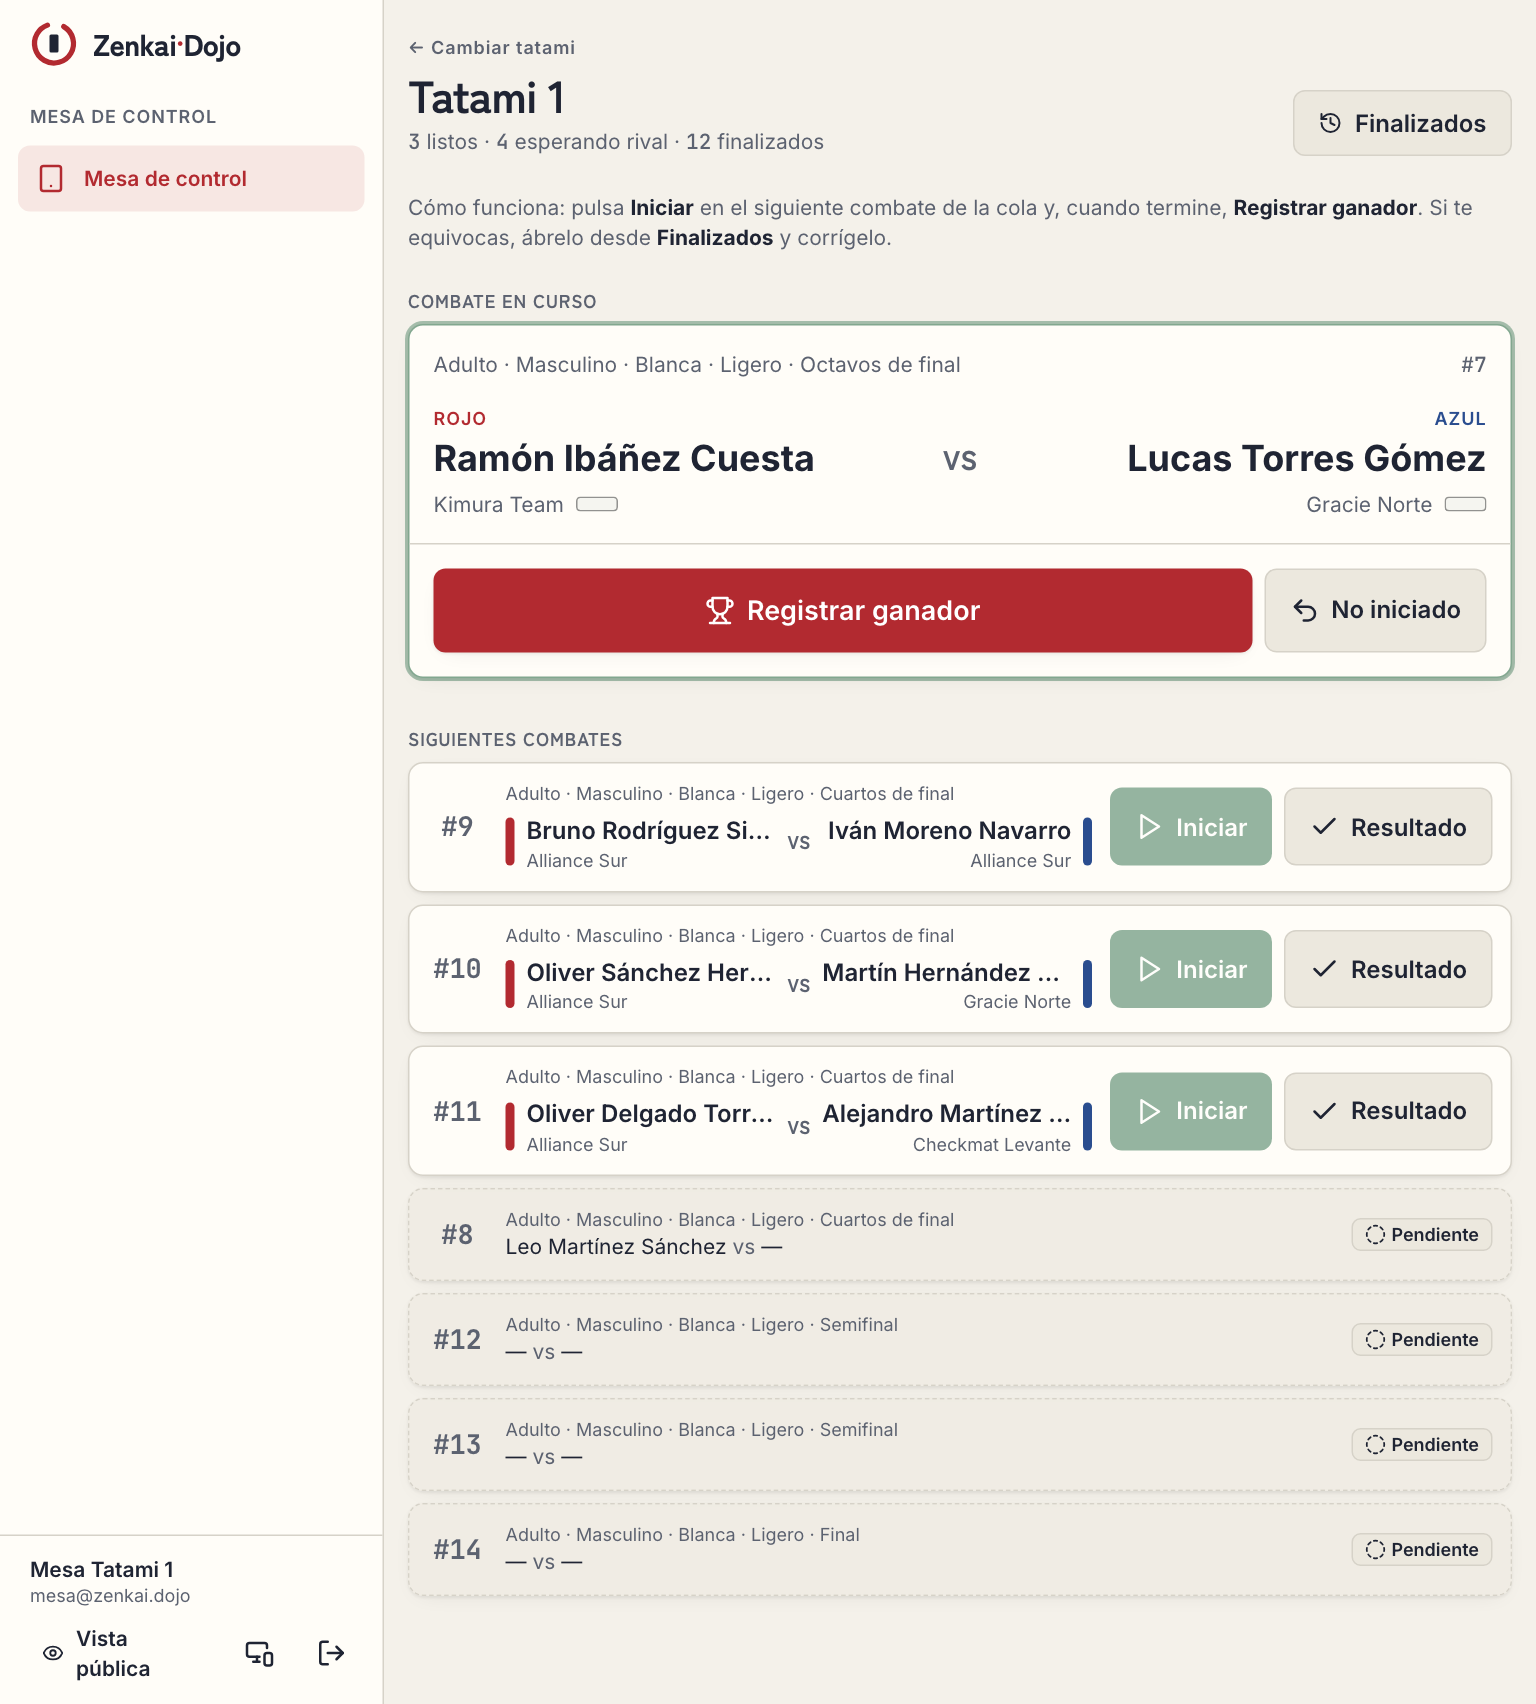 Zenkai·Dojo
MESA DE CONTROL
Mesa de control
← Cambiar tatami
Tatami 1
3 listos · 4 esperando rival · 12 finalizados
Finalizados
Cómo funciona: pulsa Iniciar en el siguiente combate de la cola y, cuando termine, Registrar ganador. Si te
equivocas, ábrelo desde Finalizados y corrígelo.
COMBATE EN CURSO
Adulto · Masculino · Blanca · Ligero · Octavos de final #7
ROJO AZUL
Ramón Ibáñez Cuesta VS Lucas Torres Gómez
Kimura Team Gracie Norte
Registrar ganador No iniciado
SIGUIENTES COMBATES
Adulto · Masculino · Blanca · Ligero · Cuartos de final
#9 Bruno Rodríguez Si... VS Iván Moreno Navarro Iniciar Resultado
Alliance Sur Alliance Sur
Adulto · Masculino · Blanca · Ligero · Cuartos de final
#10 Oliver Sánchez Her... VS Martín Hernández ... Iniciar Resultado
Alliance Sur Gracie Norte
Adulto · Masculino · Blanca · Ligero · Cuartos de final
#11 Oliver Delgado Torr... VS Alejandro Martínez ... Iniciar Resultado
Alliance Sur Checkmat Levante
Adulto · Masculino · Blanca · Ligero · Cuartos de final
#8 Leo Martínez Sánchez vs — Pendiente
Adulto · Masculino · Blanca · Ligero · Semifinal
#12 — vs — Pendiente
Adulto · Masculino · Blanca · Ligero · Semifinal
#13 — vs — Pendiente
Adulto · Masculino · Blanca · Ligero · Final
#14 — vs — Pendiente
Mesa Tatami 1
mesa@zenkai.dojo
Vista
pública